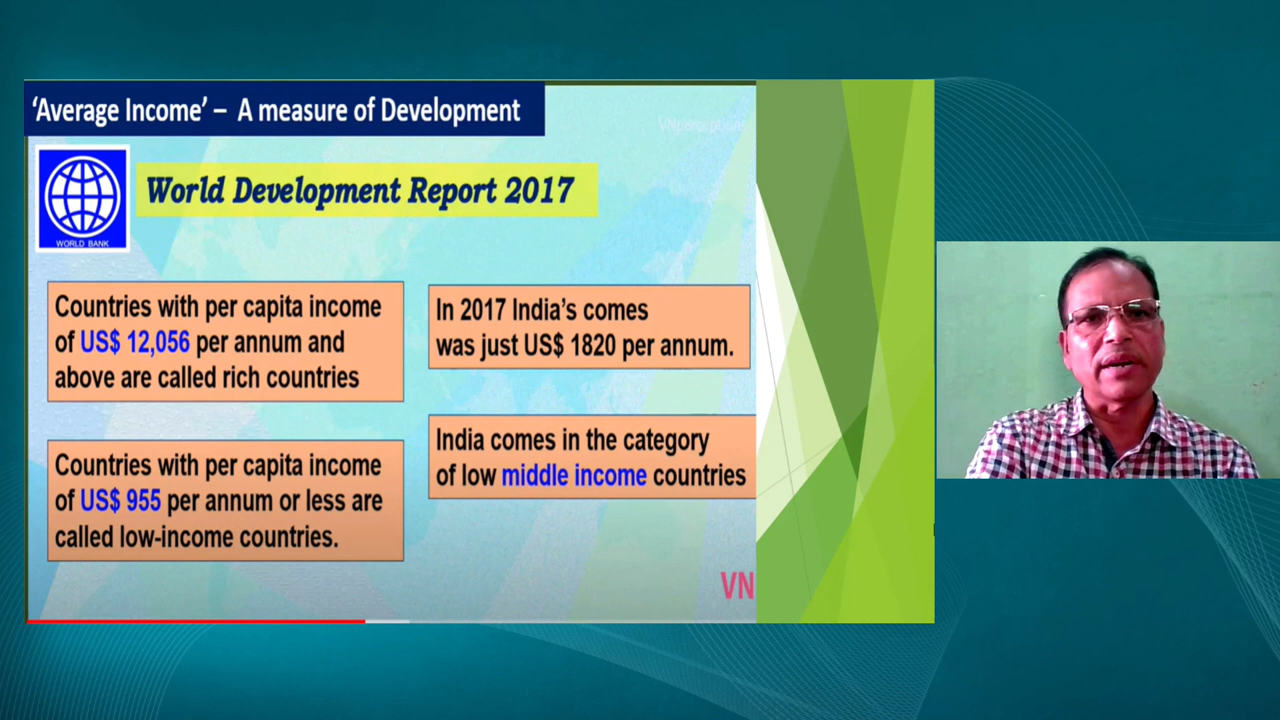 ‘Average Income’ – A measure of Development
VNperceptions
World Development Report 2017
WORLD BANK
Countries with per capita income
of US$ 12,056 per annum and
above are called rich countries
Countries with per capita income
of US$ 955 per annum or less are
called low-income countries.
In 2017 India’s comes
was just US$ 1820 per annum.
India comes in the category
of low middle income countries
VN